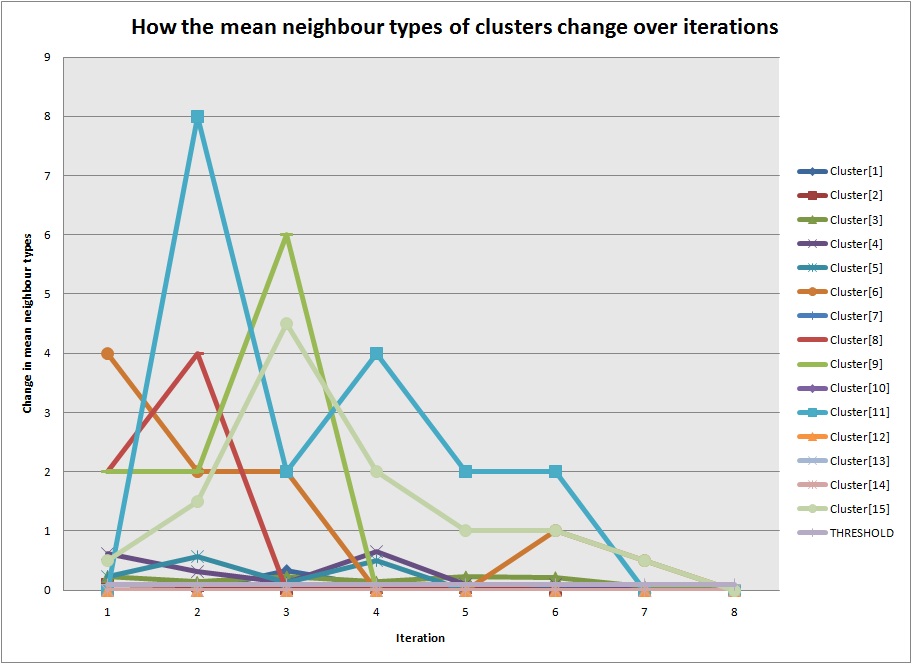 How the mean neighbour types of clusters change over iterations
Change in mean neighbour types
9
8
7
6
5
4
3
2
1
0
1 2 3 4 5 6 7 8
Iteration
Cluster[1]
Cluster[2]
Cluster[3]
Cluster[4]
Cluster[5]
Cluster[6]
Cluster[7]
Cluster[8]
Cluster[9]
Cluster[10]
Cluster[11]
Cluster[12]
Cluster[13]
Cluster[14]
Cluster[15]
THRESHOLD